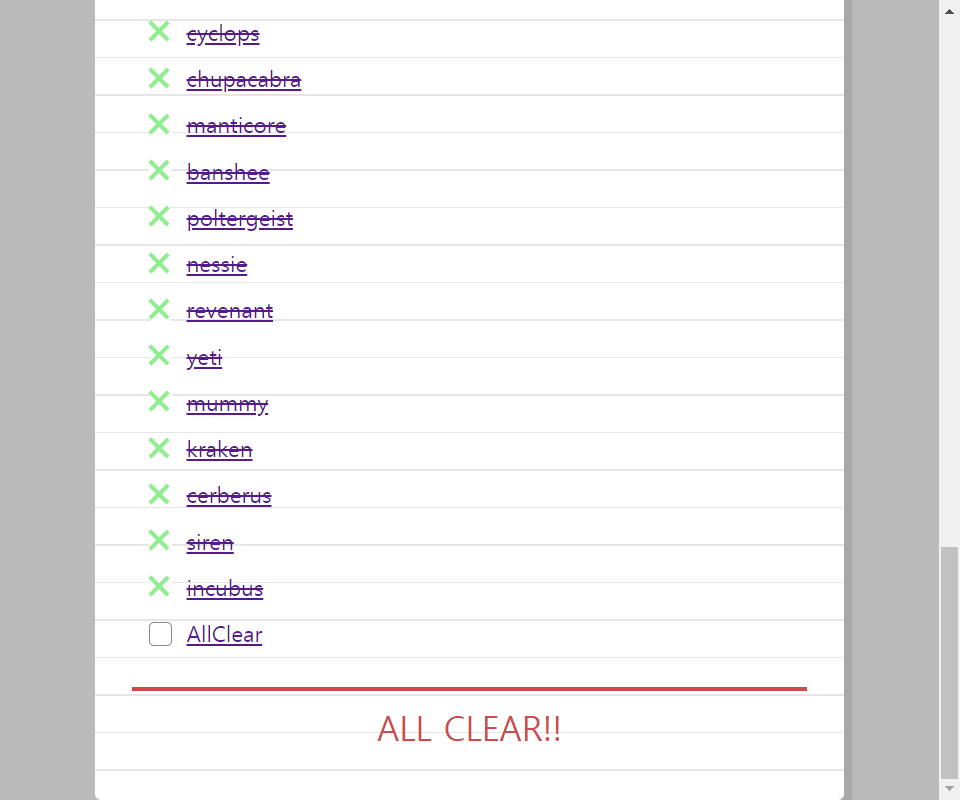 cyclops
chupacabra
manticore
banshee
poltergeist
nessie
revenant
yeti
mummy
kraken
cerberus
siren
incubus
AllClear
ALL CLEAR!!